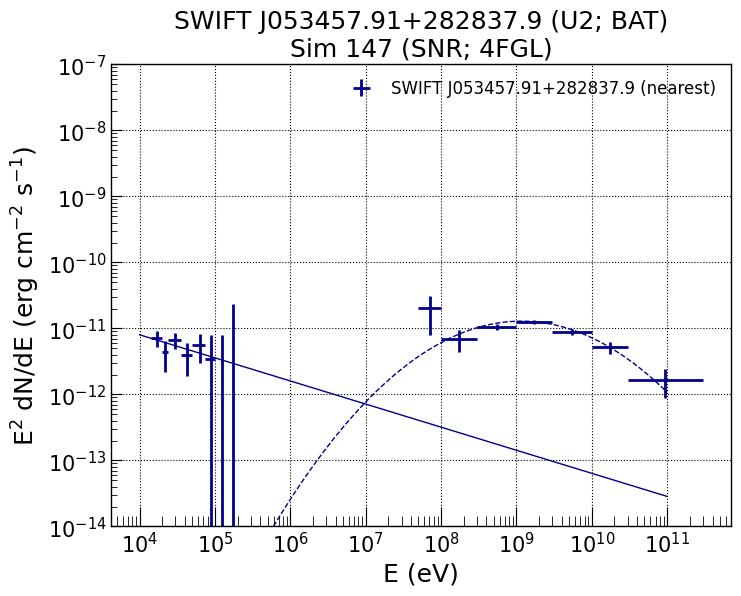 SWIFT J053457.91+282837.9 (U2; BAT)
Sim 147 (SNR; 4FGL)
SWIFT J053457.91+282837.9 (nearest)
E² dN/dE (erg cm⁻² s⁻¹)
10⁻⁷
10⁻⁸
10⁻⁹
10⁻¹⁰
10⁻¹¹
10⁻¹²
10⁻¹³
10⁻¹⁴
10⁴ 10⁵ 10⁶ 10⁷ 10⁸ 10⁹ 10¹⁰ 10¹¹
E (eV)